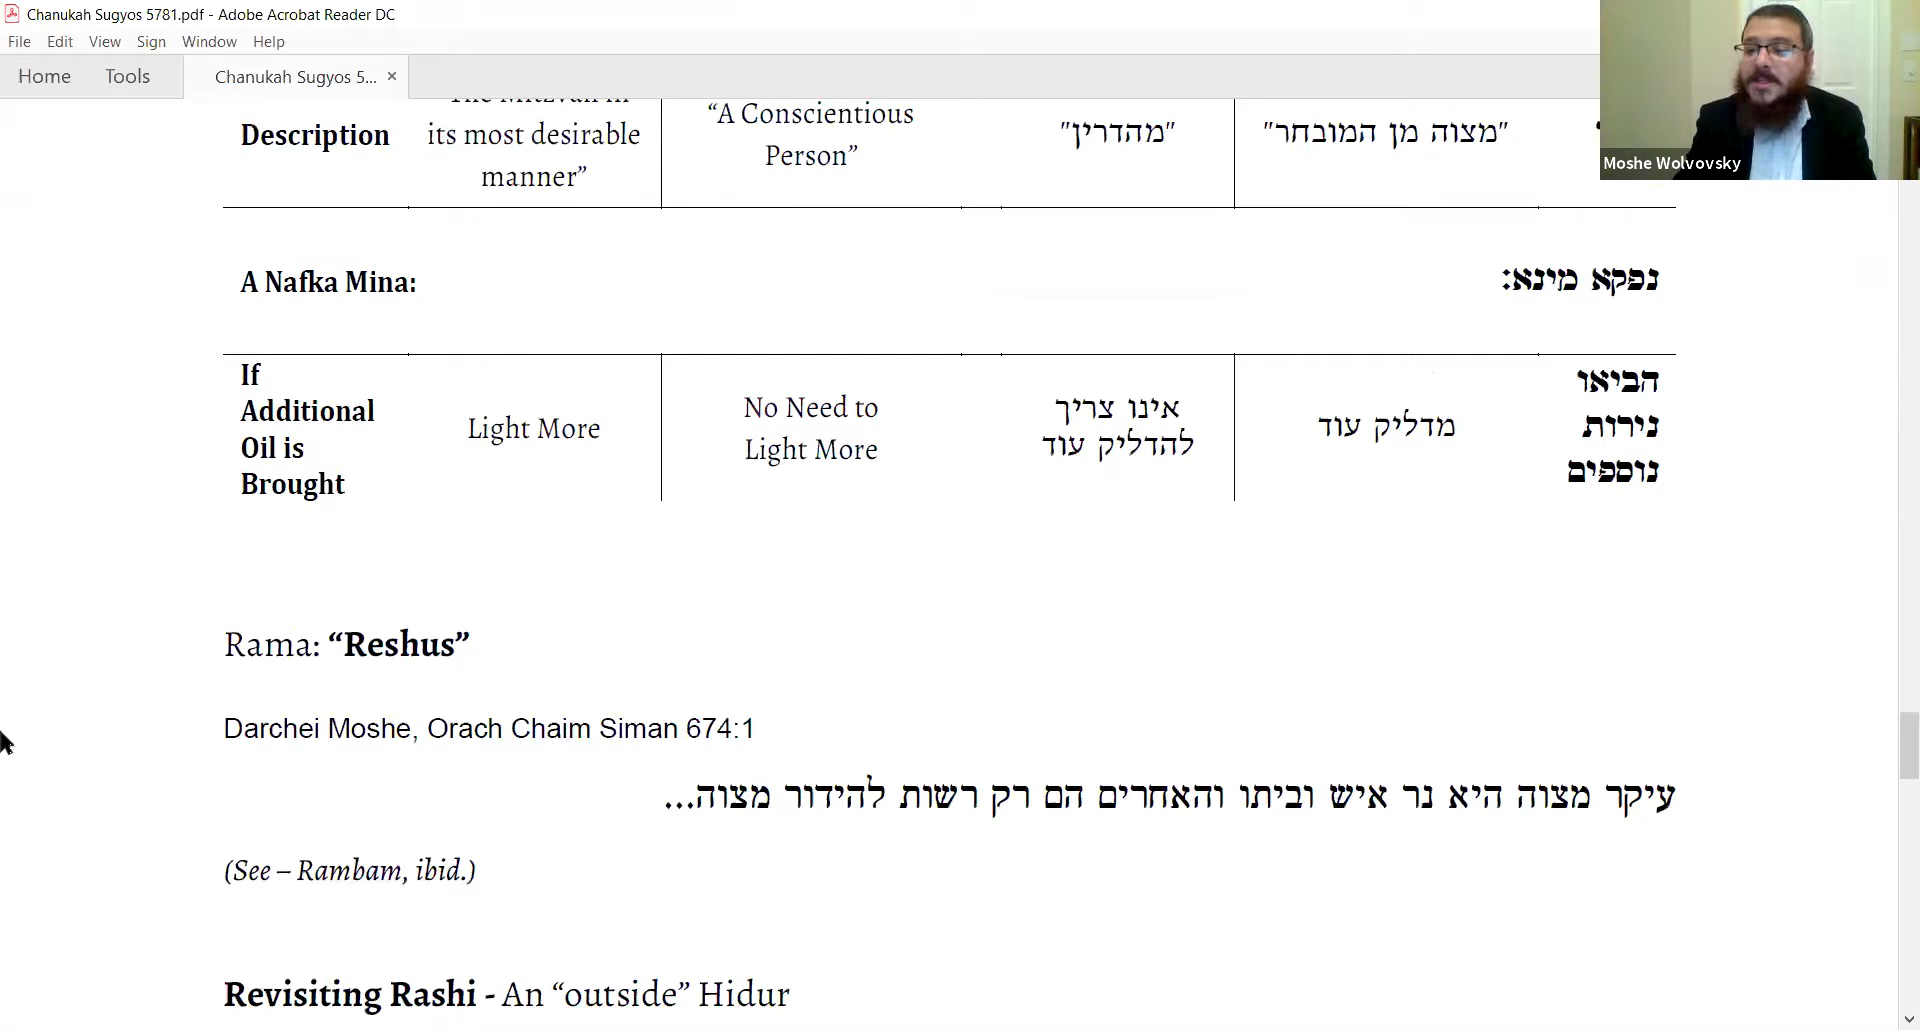 Chanukah Sugyos 5781.pdf - Adobe Acrobat Reader DC
File Edit View Sign Window Help
Home Tools Chanukah Sugyos 5... ×
Moshe Wolvovsky
Description
its most desirable
manner”
“A Conscientious
Person”
"מהדרין"
"מצוה מן המובחר"
A Nafka Mina:
נפקא מינא:
If
Additional
Oil is
Brought
Light More
No Need to
Light More
אינו צריך
להדליק עוד
מדליק עוד
הביאו
נירות
נוספים
Rama: “Reshus”
Darchei Moshe, Orach Chaim Siman 674:1
עיקר מצוה היא נר איש וביתו והאחרים הם רק רשות להידור מצוה...
(See – Rambam, ibid.)
Revisiting Rashi - An “outside” Hidur